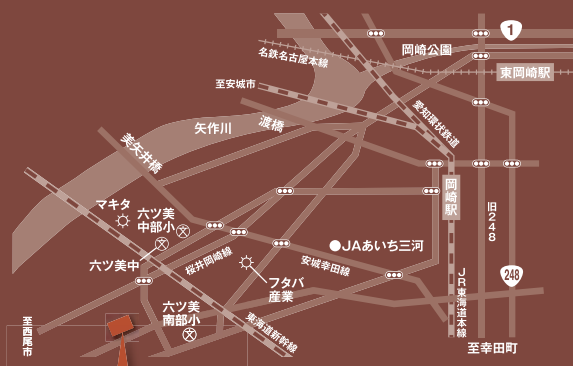 1
岡崎公園
名鉄名古屋本線
東岡崎駅
至安城市
愛知環状鉄道
渡橋
矢作川
美矢井橋
岡崎駅
マキタ
六ツ美
中部小
旧248
JAあいち三河
六ツ美中
桜井岡崎線
安城幸田線
フタバ
産業
248
JR東海道本線
六ツ美
南部小
東海道新幹線
至西尾市
至幸田町